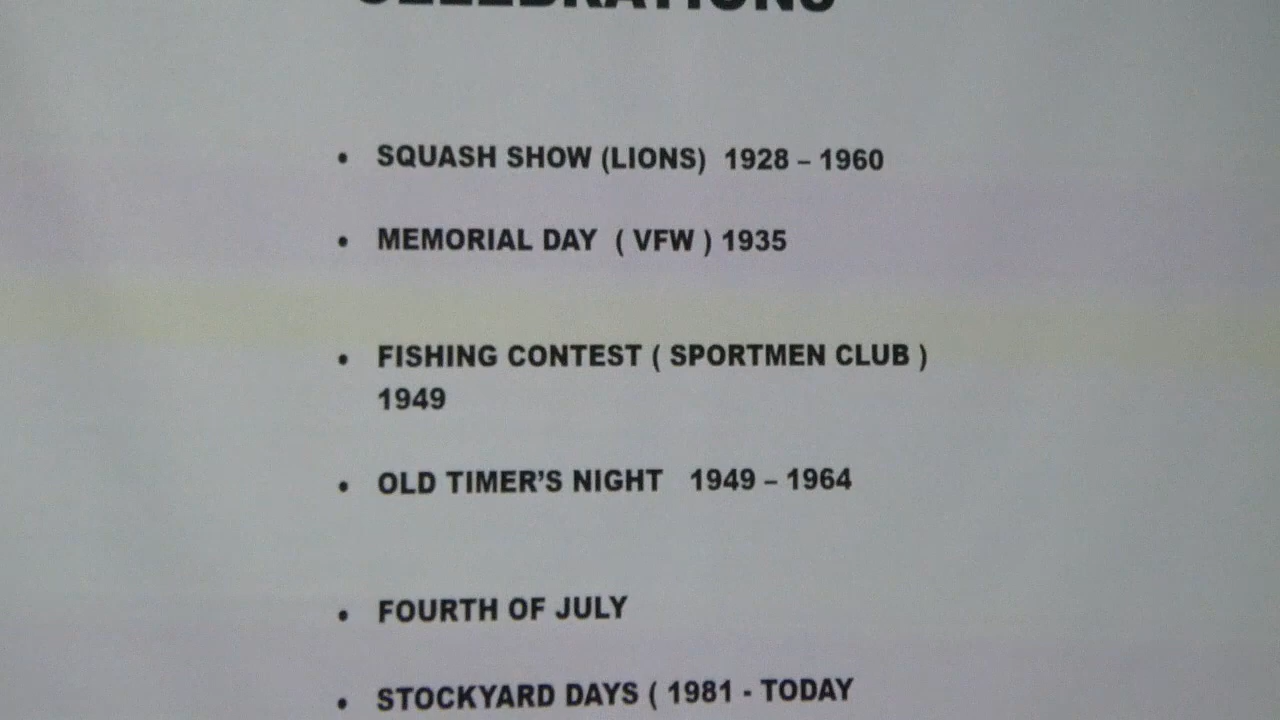 CELEBRATIONS
• SQUASH SHOW (LIONS) 1928 – 1960
• MEMORIAL DAY ( VFW ) 1935
• FISHING CONTEST ( SPORTMEN CLUB )
1949
• OLD TIMER'S NIGHT 1949 – 1964
• FOURTH OF JULY
• STOCKYARD DAYS ( 1981 - TODAY